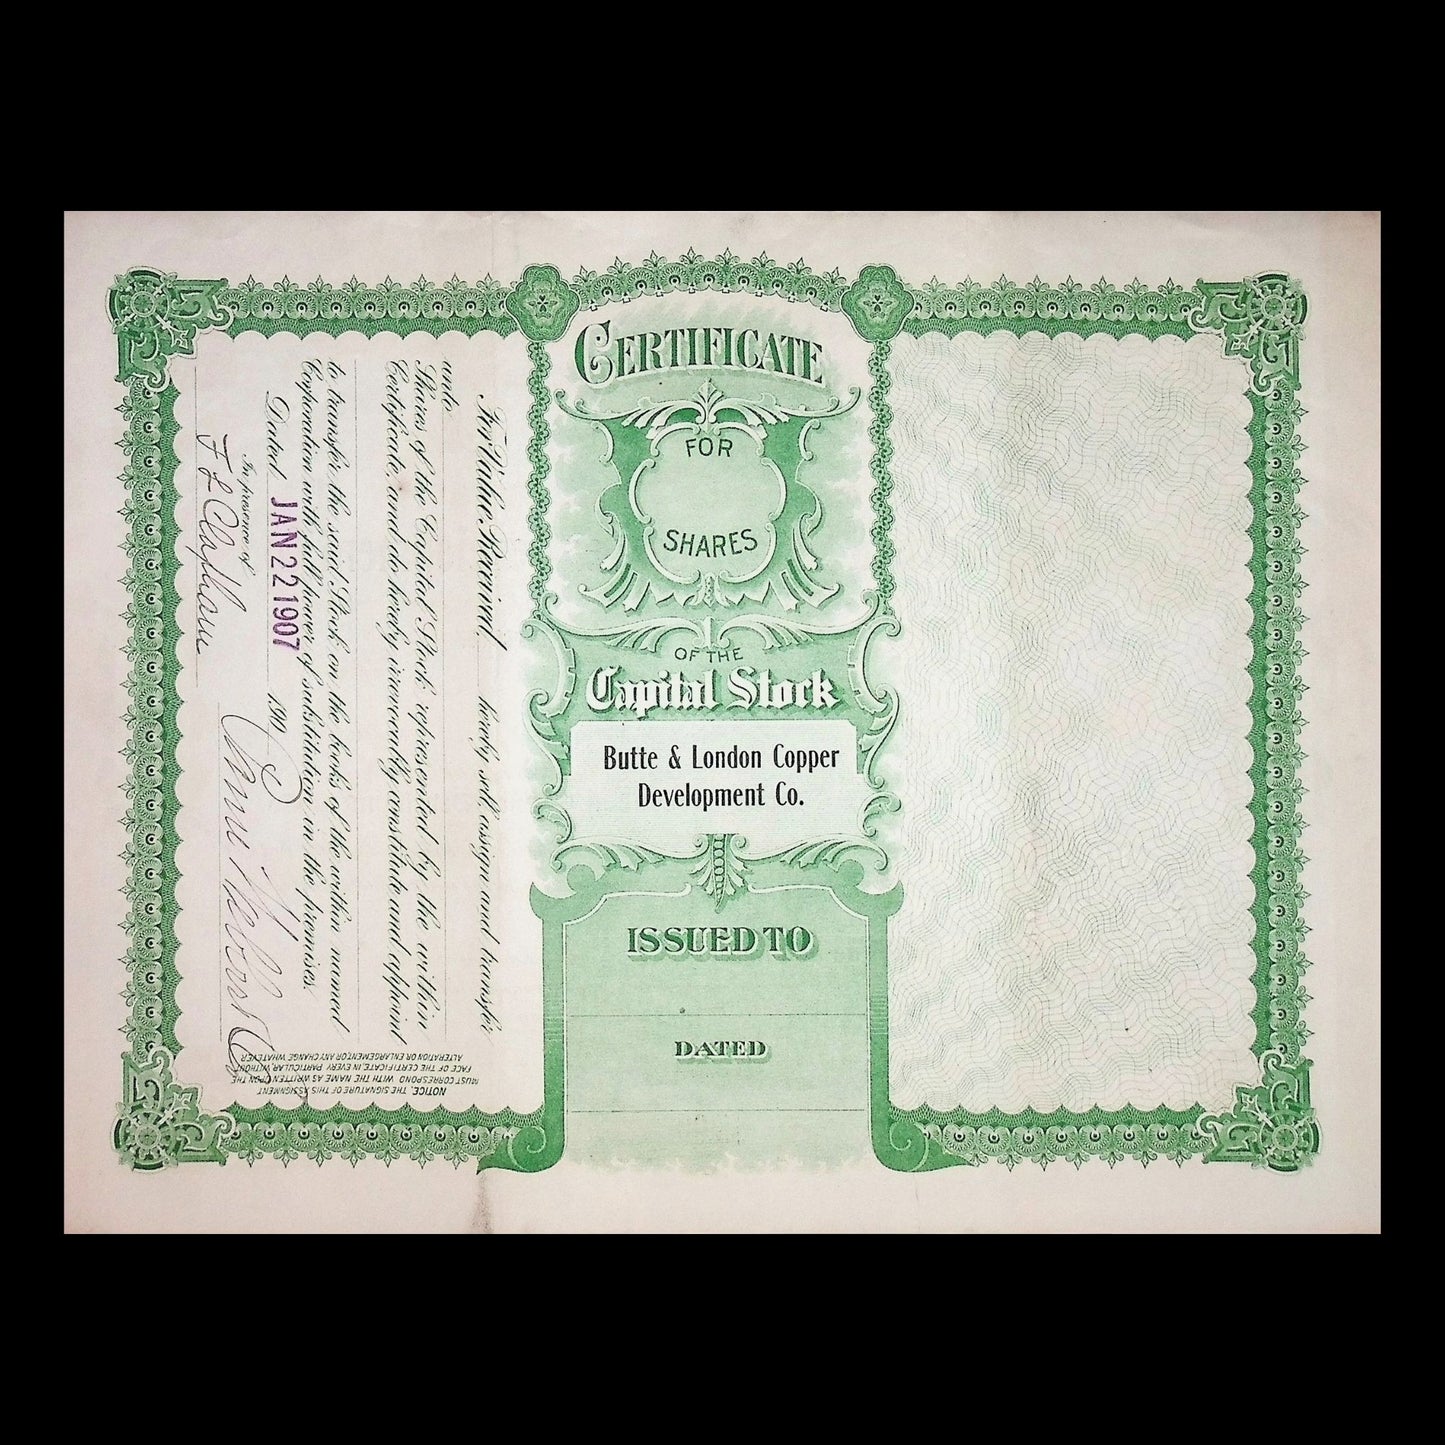 For Value Received, hereby sell, assign and transfer
unto
Shares of the Capital Stock represented by the within
Certificate, and do hereby irrevocably constitute and appoint
to transfer the said Stock on the books of the within named
Corporation with full power of substitution in the premises.
Dated JAN 22 1907 190
In presence of
F L Clapham
NOTICE. THE SIGNATURE OF THIS ASSIGNMENT
MUST CORRESPOND WITH THE NAME AS WRITTEN UPON THE
FACE OF THE CERTIFICATE, IN EVERY PARTICULAR, WITHOUT
ALTERATION OR ENLARGEMENT OR ANY CHANGE WHATEVER
CERTIFICATE
FOR
SHARES
OF THE
Capital Stock
Butte & London Copper
Development Co.
ISSUED TO
DATED